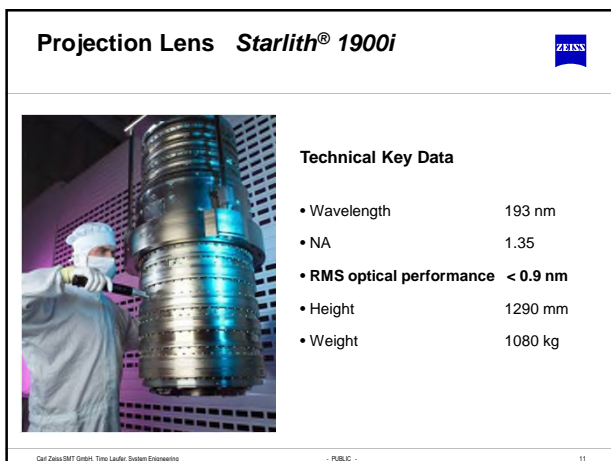 Projection Lens Starlith® 1900i
ZEISS
Technical Key Data
• Wavelength 193 nm
• NA 1.35
• RMS optical performance < 0.9 nm
• Height 1290 mm
• Weight 1080 kg
Carl Zeiss SMT GmbH, Timo Laufer, System Enigneering - PUBLIC - 11